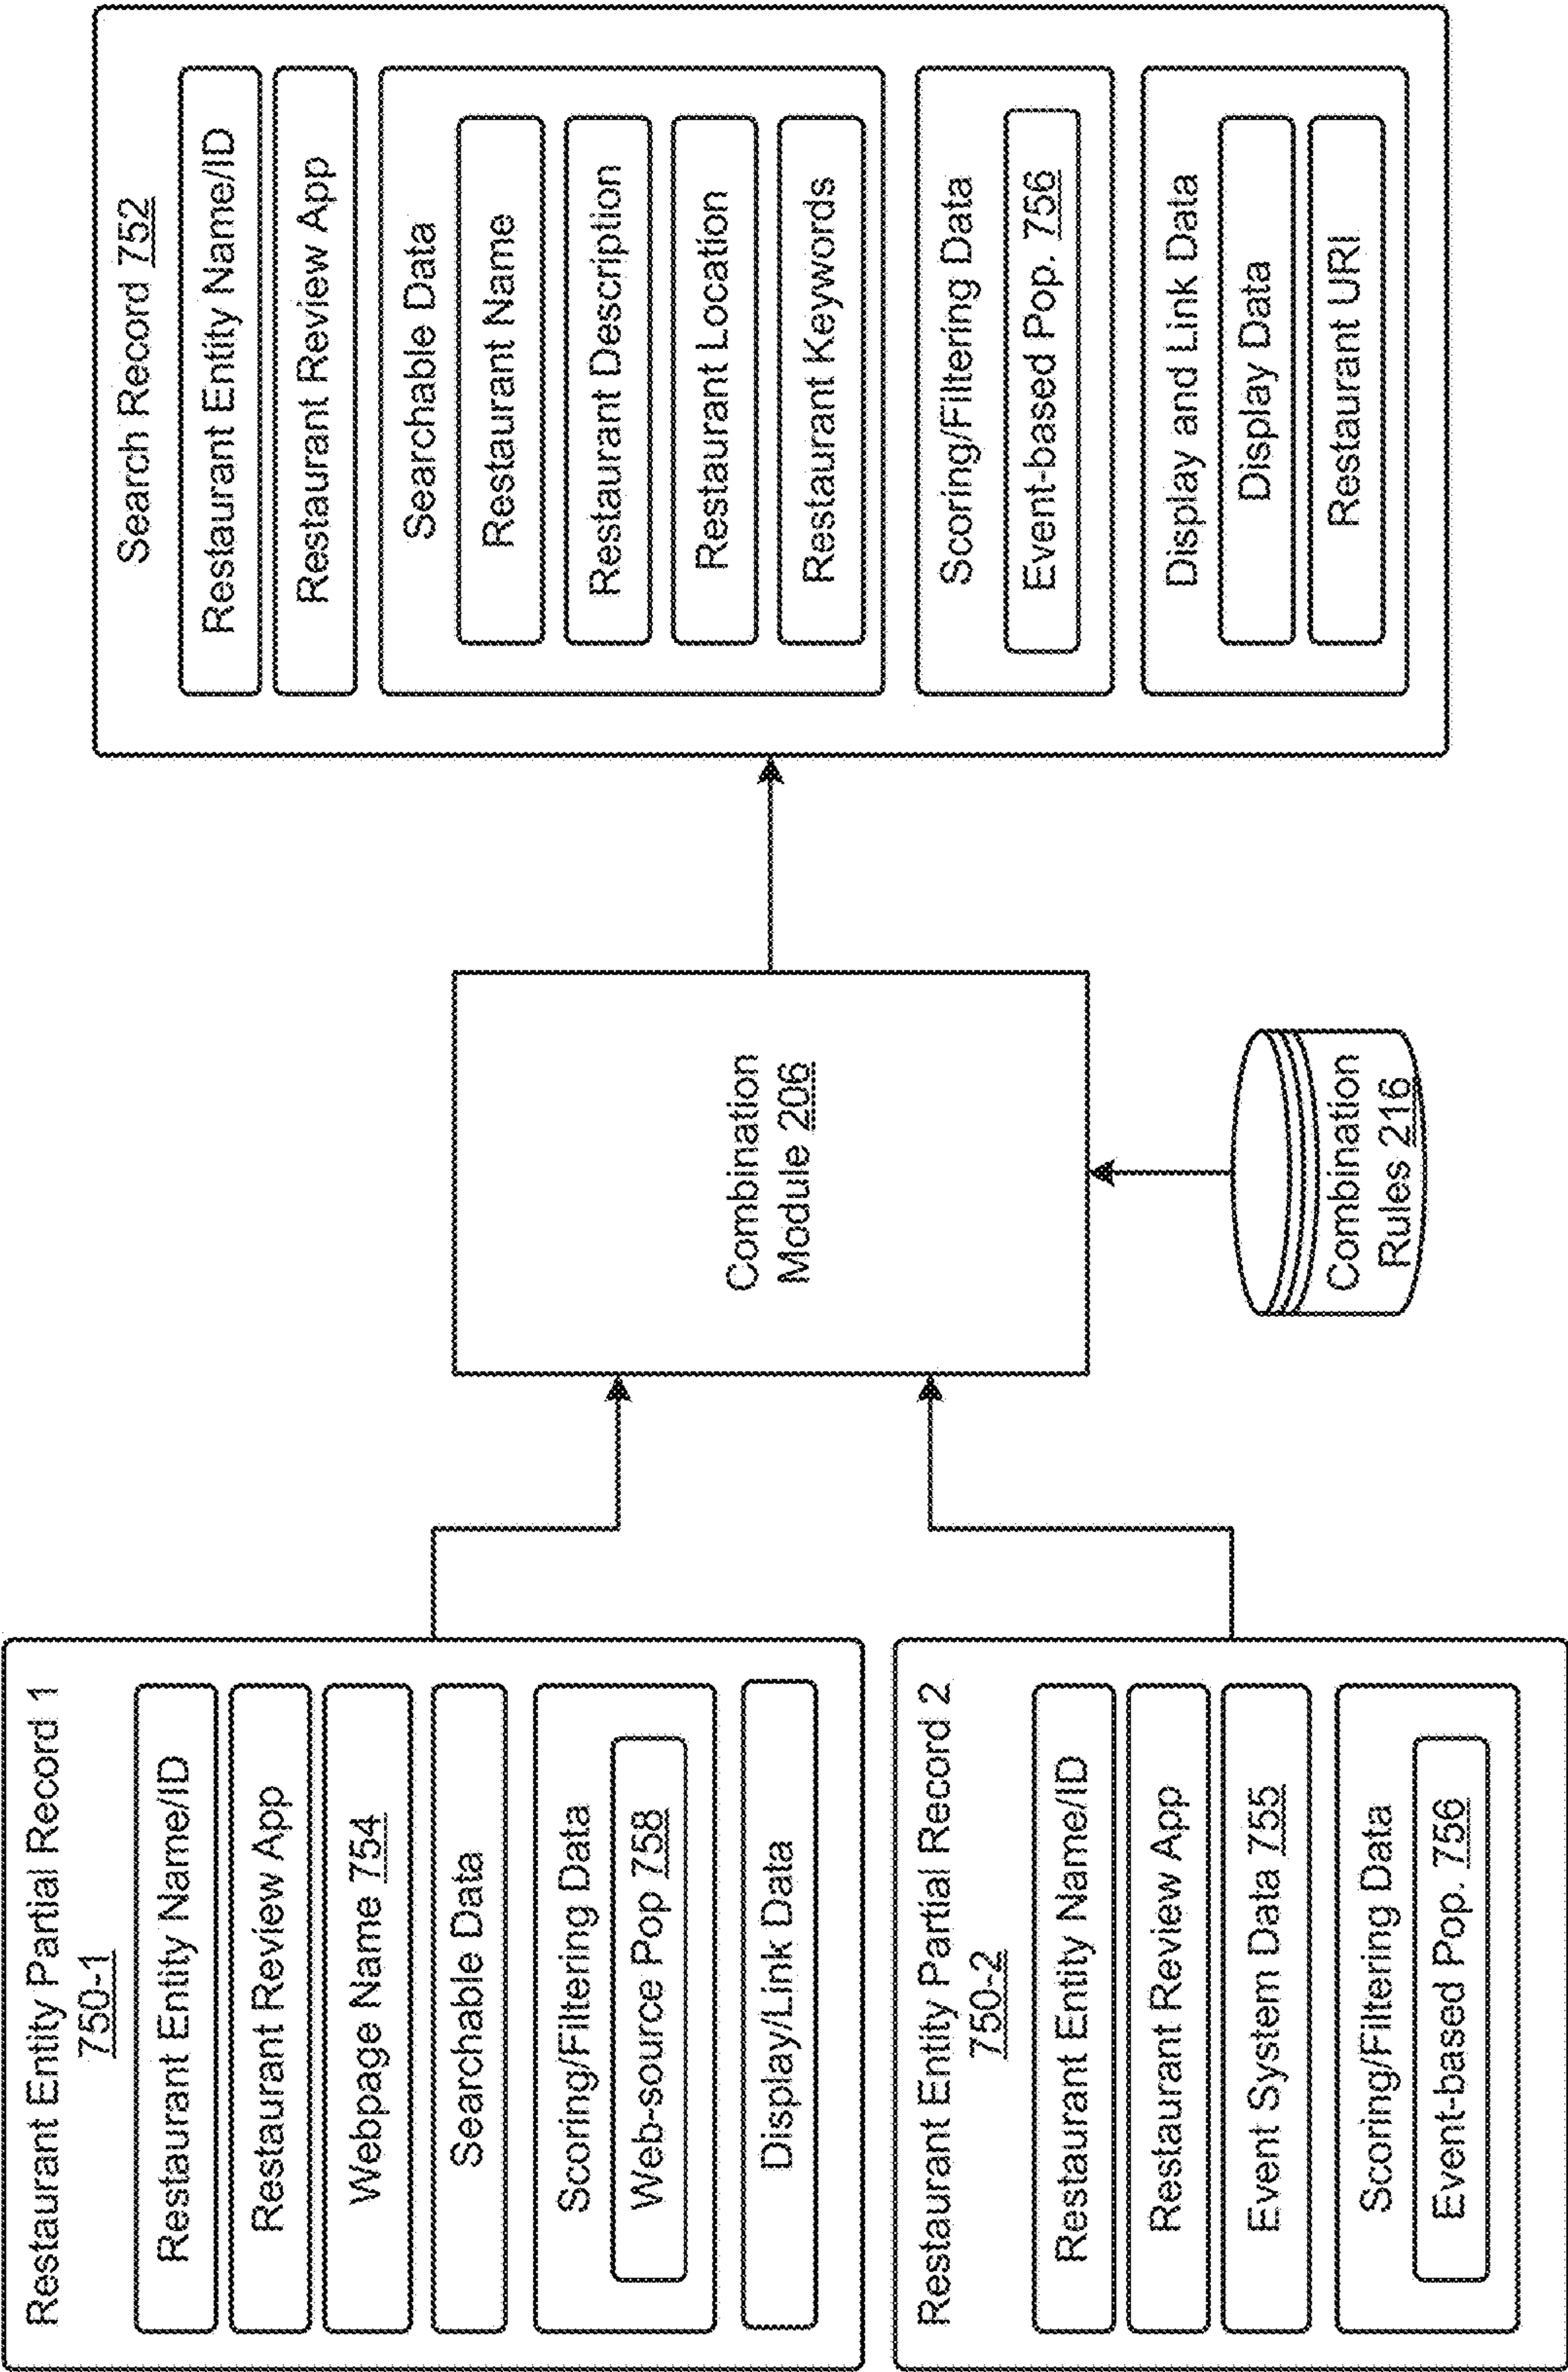 Restaurant Entity Partial Record 1
750-1
Restaurant Entity Name/ID
Restaurant Review App
Webpage Name 754
Searchable Data
Scoring/Filtering Data
Web-source Pop 758
Display/Link Data
Restaurant Entity Partial Record 2
750-2
Restaurant Entity Name/ID
Restaurant Review App
Event System Data 755
Scoring/Filtering Data
Event-based Pop. 756
Combination
Module 206
Combination
Rules 216
Search Record 752
Restaurant Entity Name/ID
Restaurant Review App
Searchable Data
Restaurant Name
Restaurant Description
Restaurant Location
Restaurant Keywords
Scoring/Filtering Data
Event-based Pop. 756
Display and Link Data
Display Data
Restaurant URI